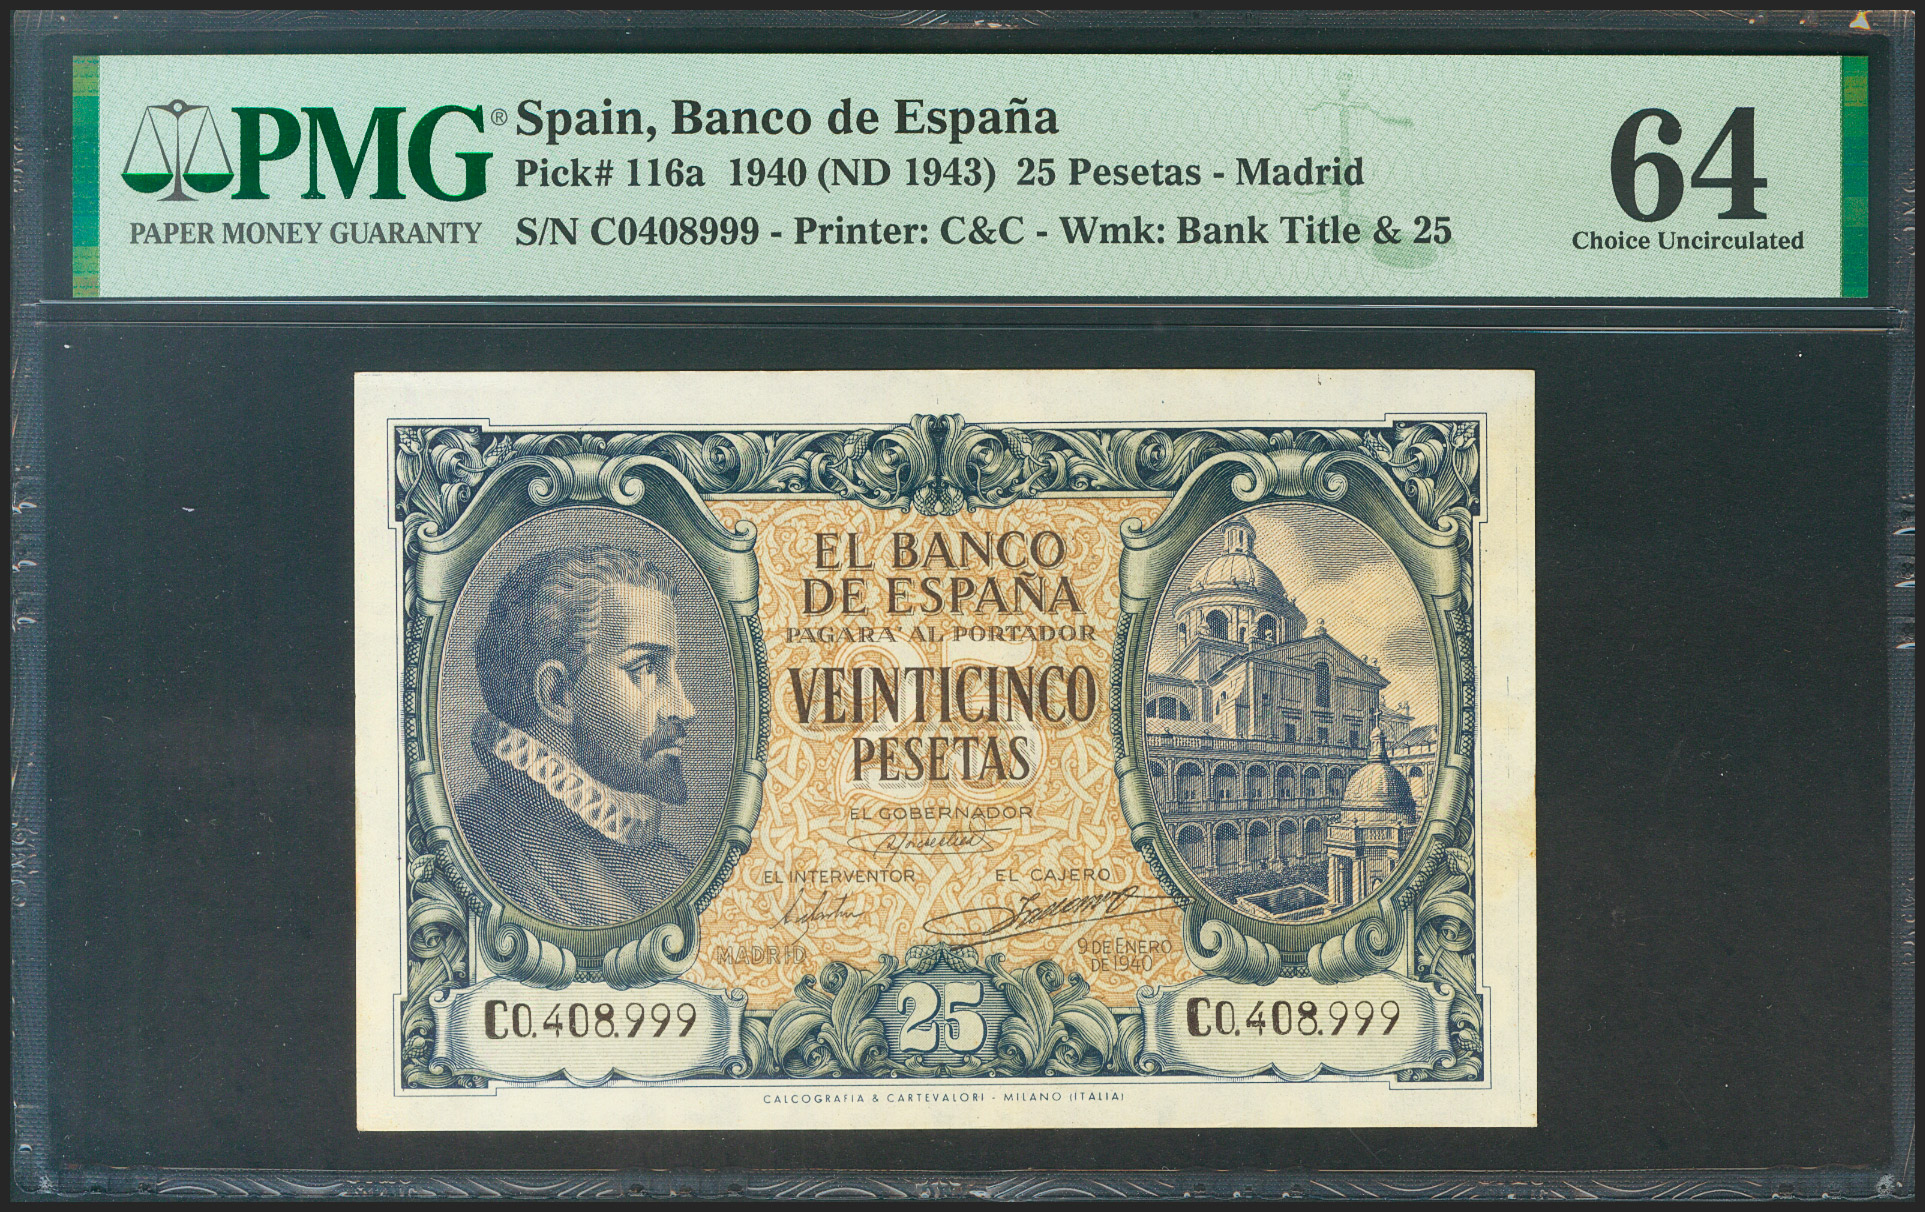 PMG®
PAPER MONEY GUARANTY
Spain, Banco de España
Pick# 116a 1940 (ND 1943) 25 Pesetas - Madrid
S/N C0408999 - Printer: C&C - Wmk: Bank Title & 25
64
Choice Uncirculated
EL BANCO
DE ESPAÑA
PAGARA' AL PORTADOR
25
VEINTICINCO
PESETAS
EL GOBERNADOR
EL INTERVENTOR
EL CAJERO
MADRID
9 DE ENERO
DE 1940
C0.408.999
25
C0.408.999
CALCOGRAFIA & CARTEVALORI - MILANO (ITALIA)